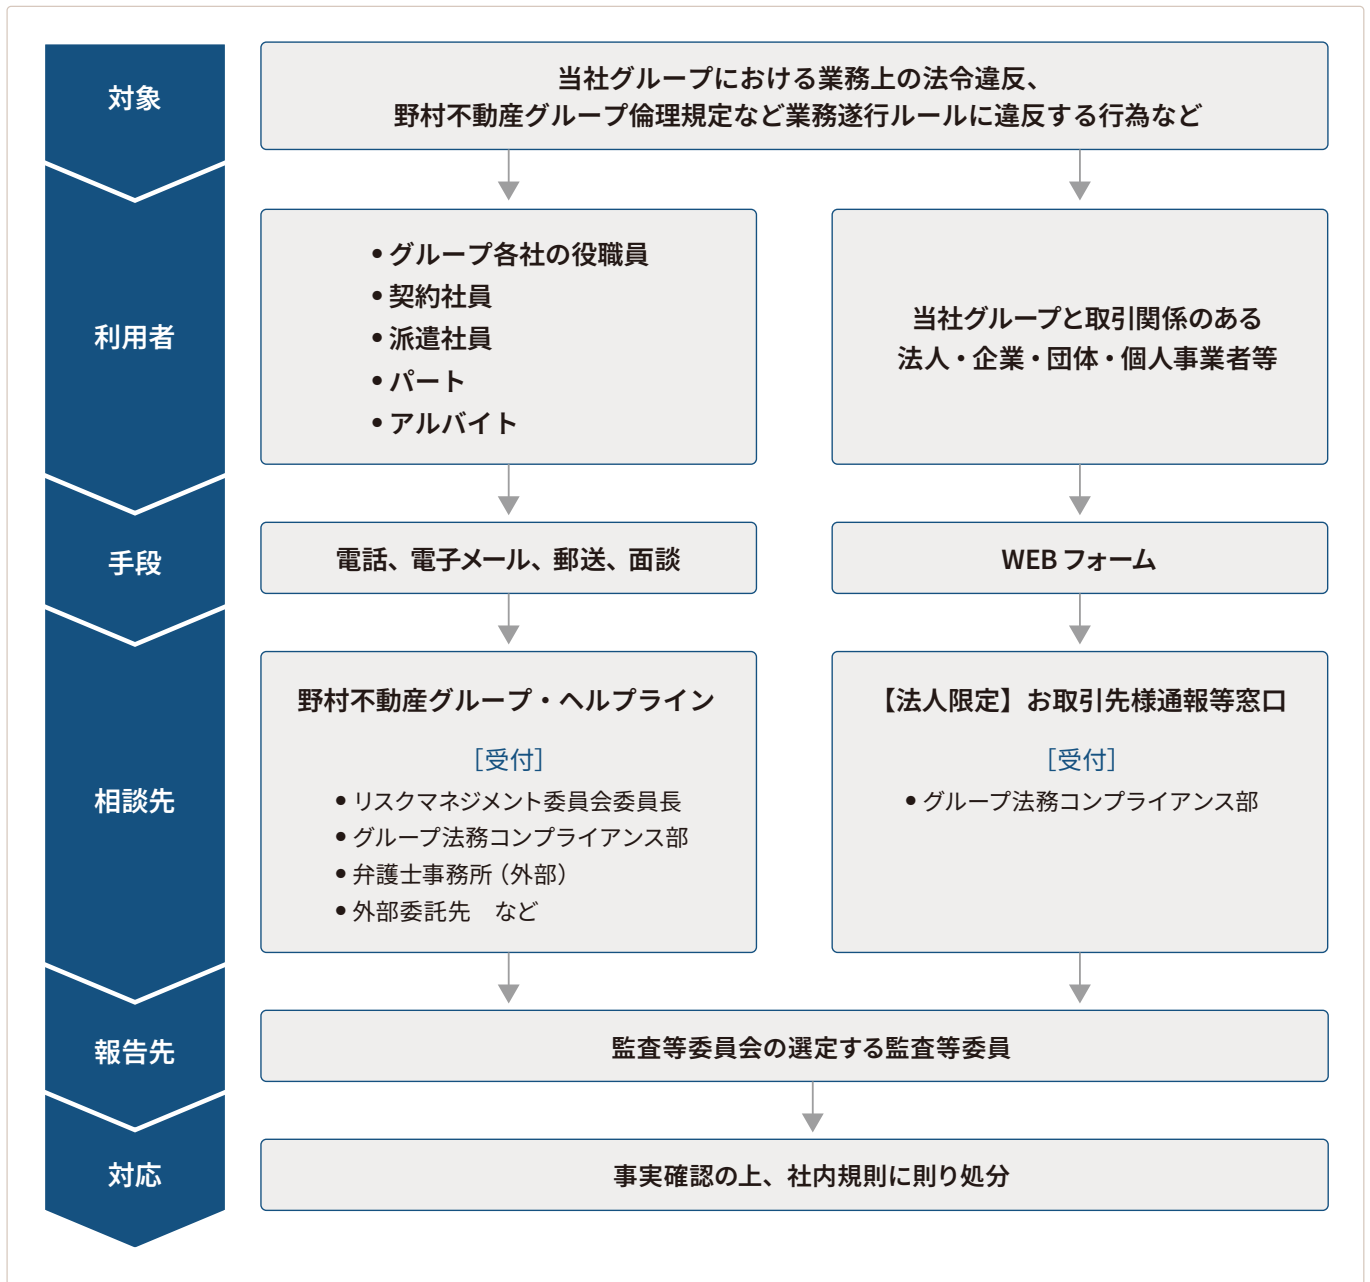 対象
当社グループにおける業務上の法令違反、
野村不動産グループ倫理規定など業務遂行ルールに違反する行為など
利用者
•グループ各社の役職員
•契約社員
•派遣社員
•パート
•アルバイト
当社グループと取引関係のある
法人・企業・団体・個人事業者等
手段
電話、電子メール、郵送、面談
WEB フォーム
相談先
野村不動産グループ・ヘルプライン
［受付］
•リスクマネジメント委員会委員長
•グループ法務コンプライアンス部
•弁護士事務所（外部）
•外部委託先　など
【法人限定】お取引先様通報等窓口
［受付］
•グループ法務コンプライアンス部
報告先
監査等委員会の選定する監査等委員
対応
事実確認の上、社内規則に則り処分